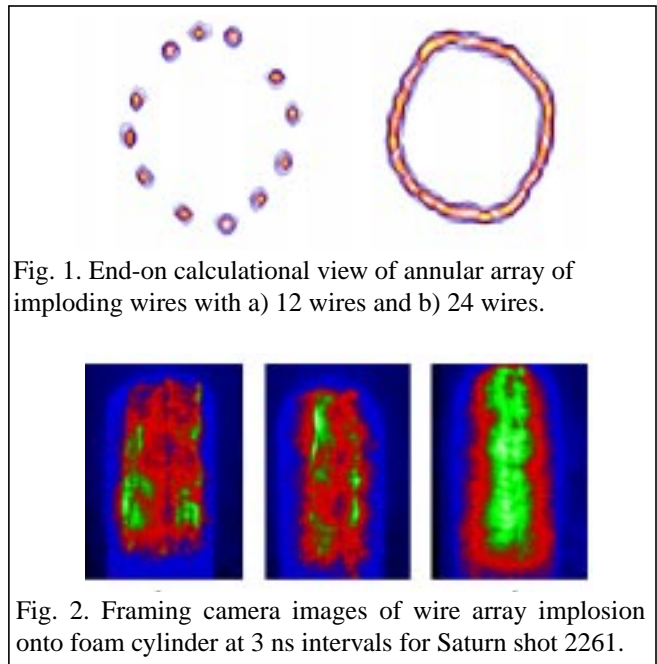 Fig. 1. End-on calculational view of annular array of
imploding wires with a) 12 wires and b) 24 wires.
Fig. 2. Framing camera images of wire array implosion
onto foam cylinder at 3 ns intervals for Saturn shot 2261.